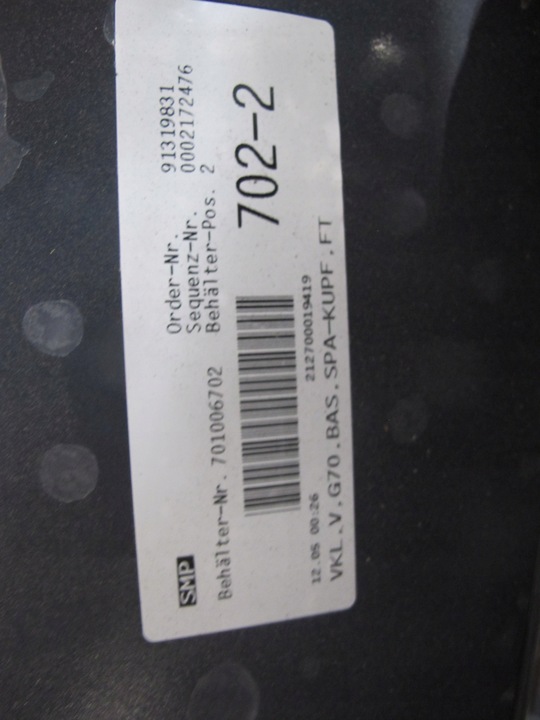 SMP
Order-Nr. 91319831
Sequenz-Nr. 0002172476
Behälter-Nr. 701006702 Behälter-Pos. 2
702-2
212700019419
12.05 00:26
VKL.V.G70.BAS.SPA-KUPF.FT